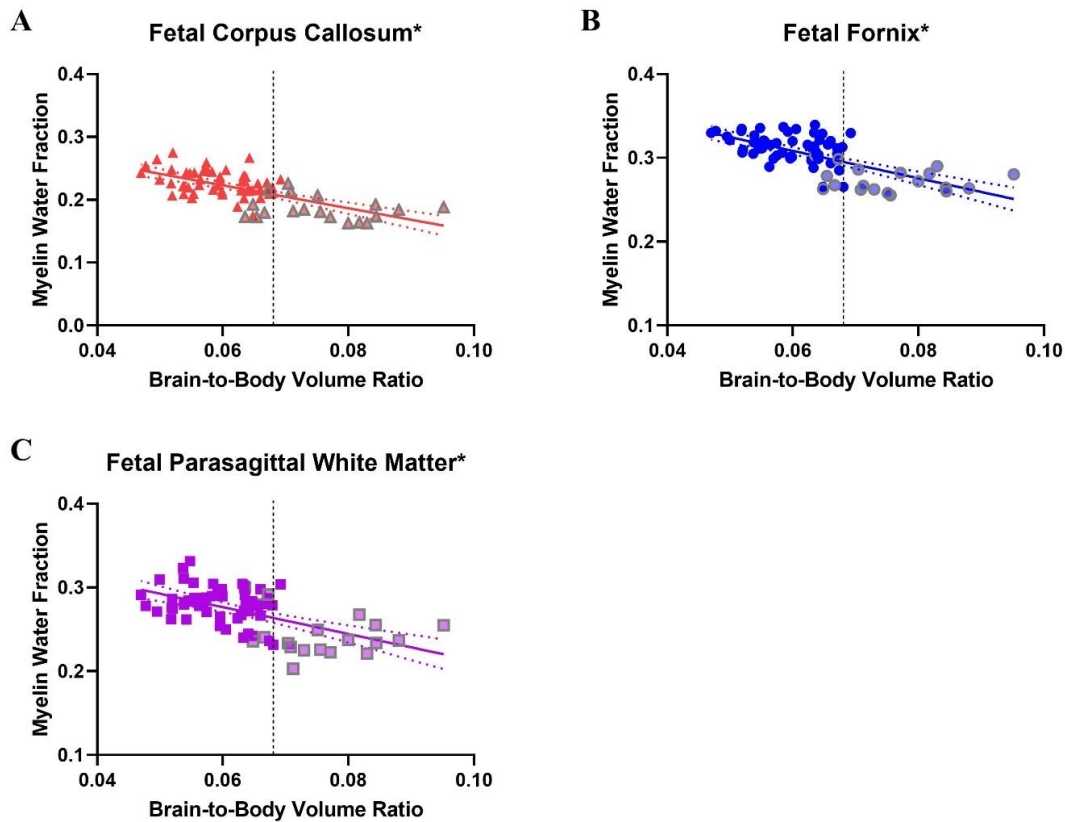 A
Fetal Corpus Callosum*
Myelin Water Fraction
0.4
0.3
0.2
0.1
0.0
0.04
0.06
0.08
0.10
Brain-to-Body Volume Ratio
B
Fetal Fornix*
Myelin Water Fraction
0.4
0.3
0.2
0.1
0.04
0.06
0.08
0.10
Brain-to-Body Volume Ratio
C
Fetal Parasagittal White Matter*
Myelin Water Fraction
0.4
0.3
0.2
0.1
0.04
0.06
0.08
0.10
Brain-to-Body Volume Ratio